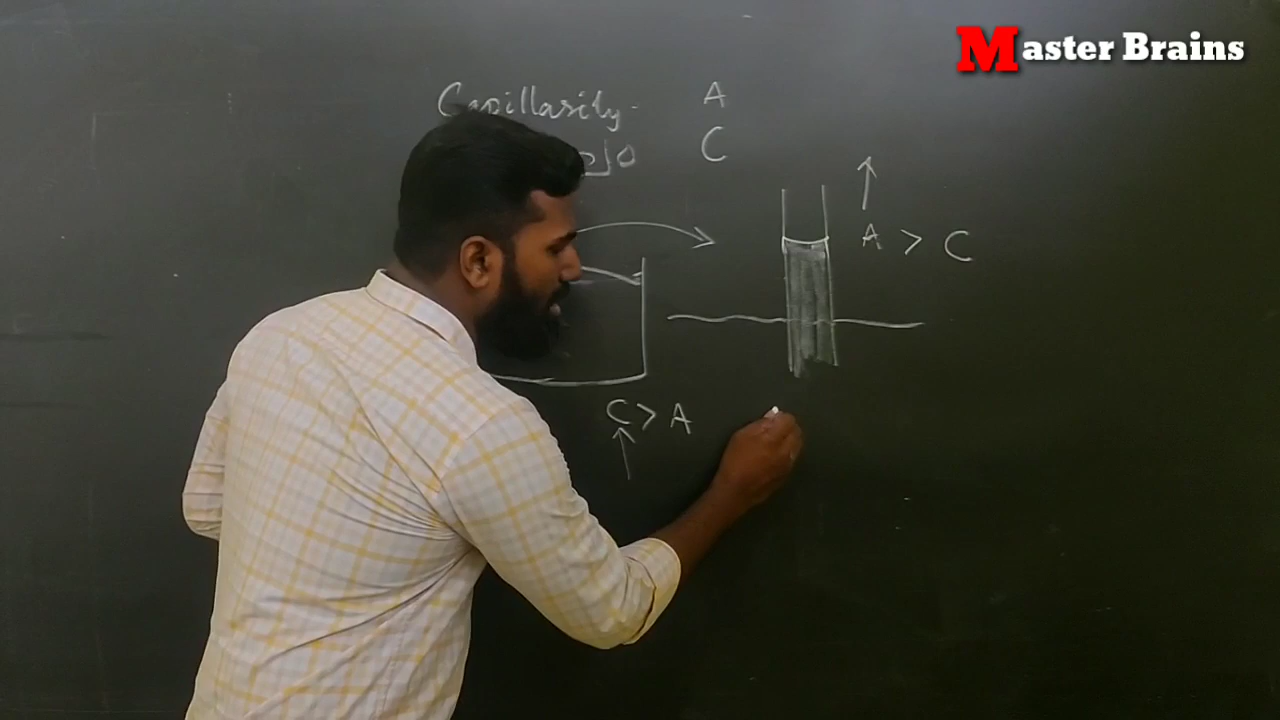 Master Brains
Capillarity - A
C
A > C
C > A